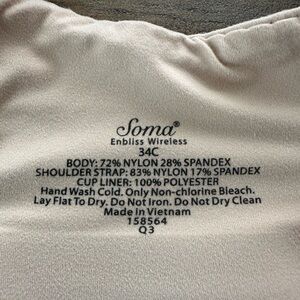 Soma®
Enbliss Wireless
34C
BODY: 72% NYLON 28% SPANDEX
SHOULDER STRAP: 83% NYLON 17% SPANDEX
CUP LINER: 100% POLYESTER
Hand Wash Cold. Only Non-chlorine Bleach.
Lay Flat To Dry. Do Not Iron. Do Not Dry Clean
Made in Vietnam
158564
Q3